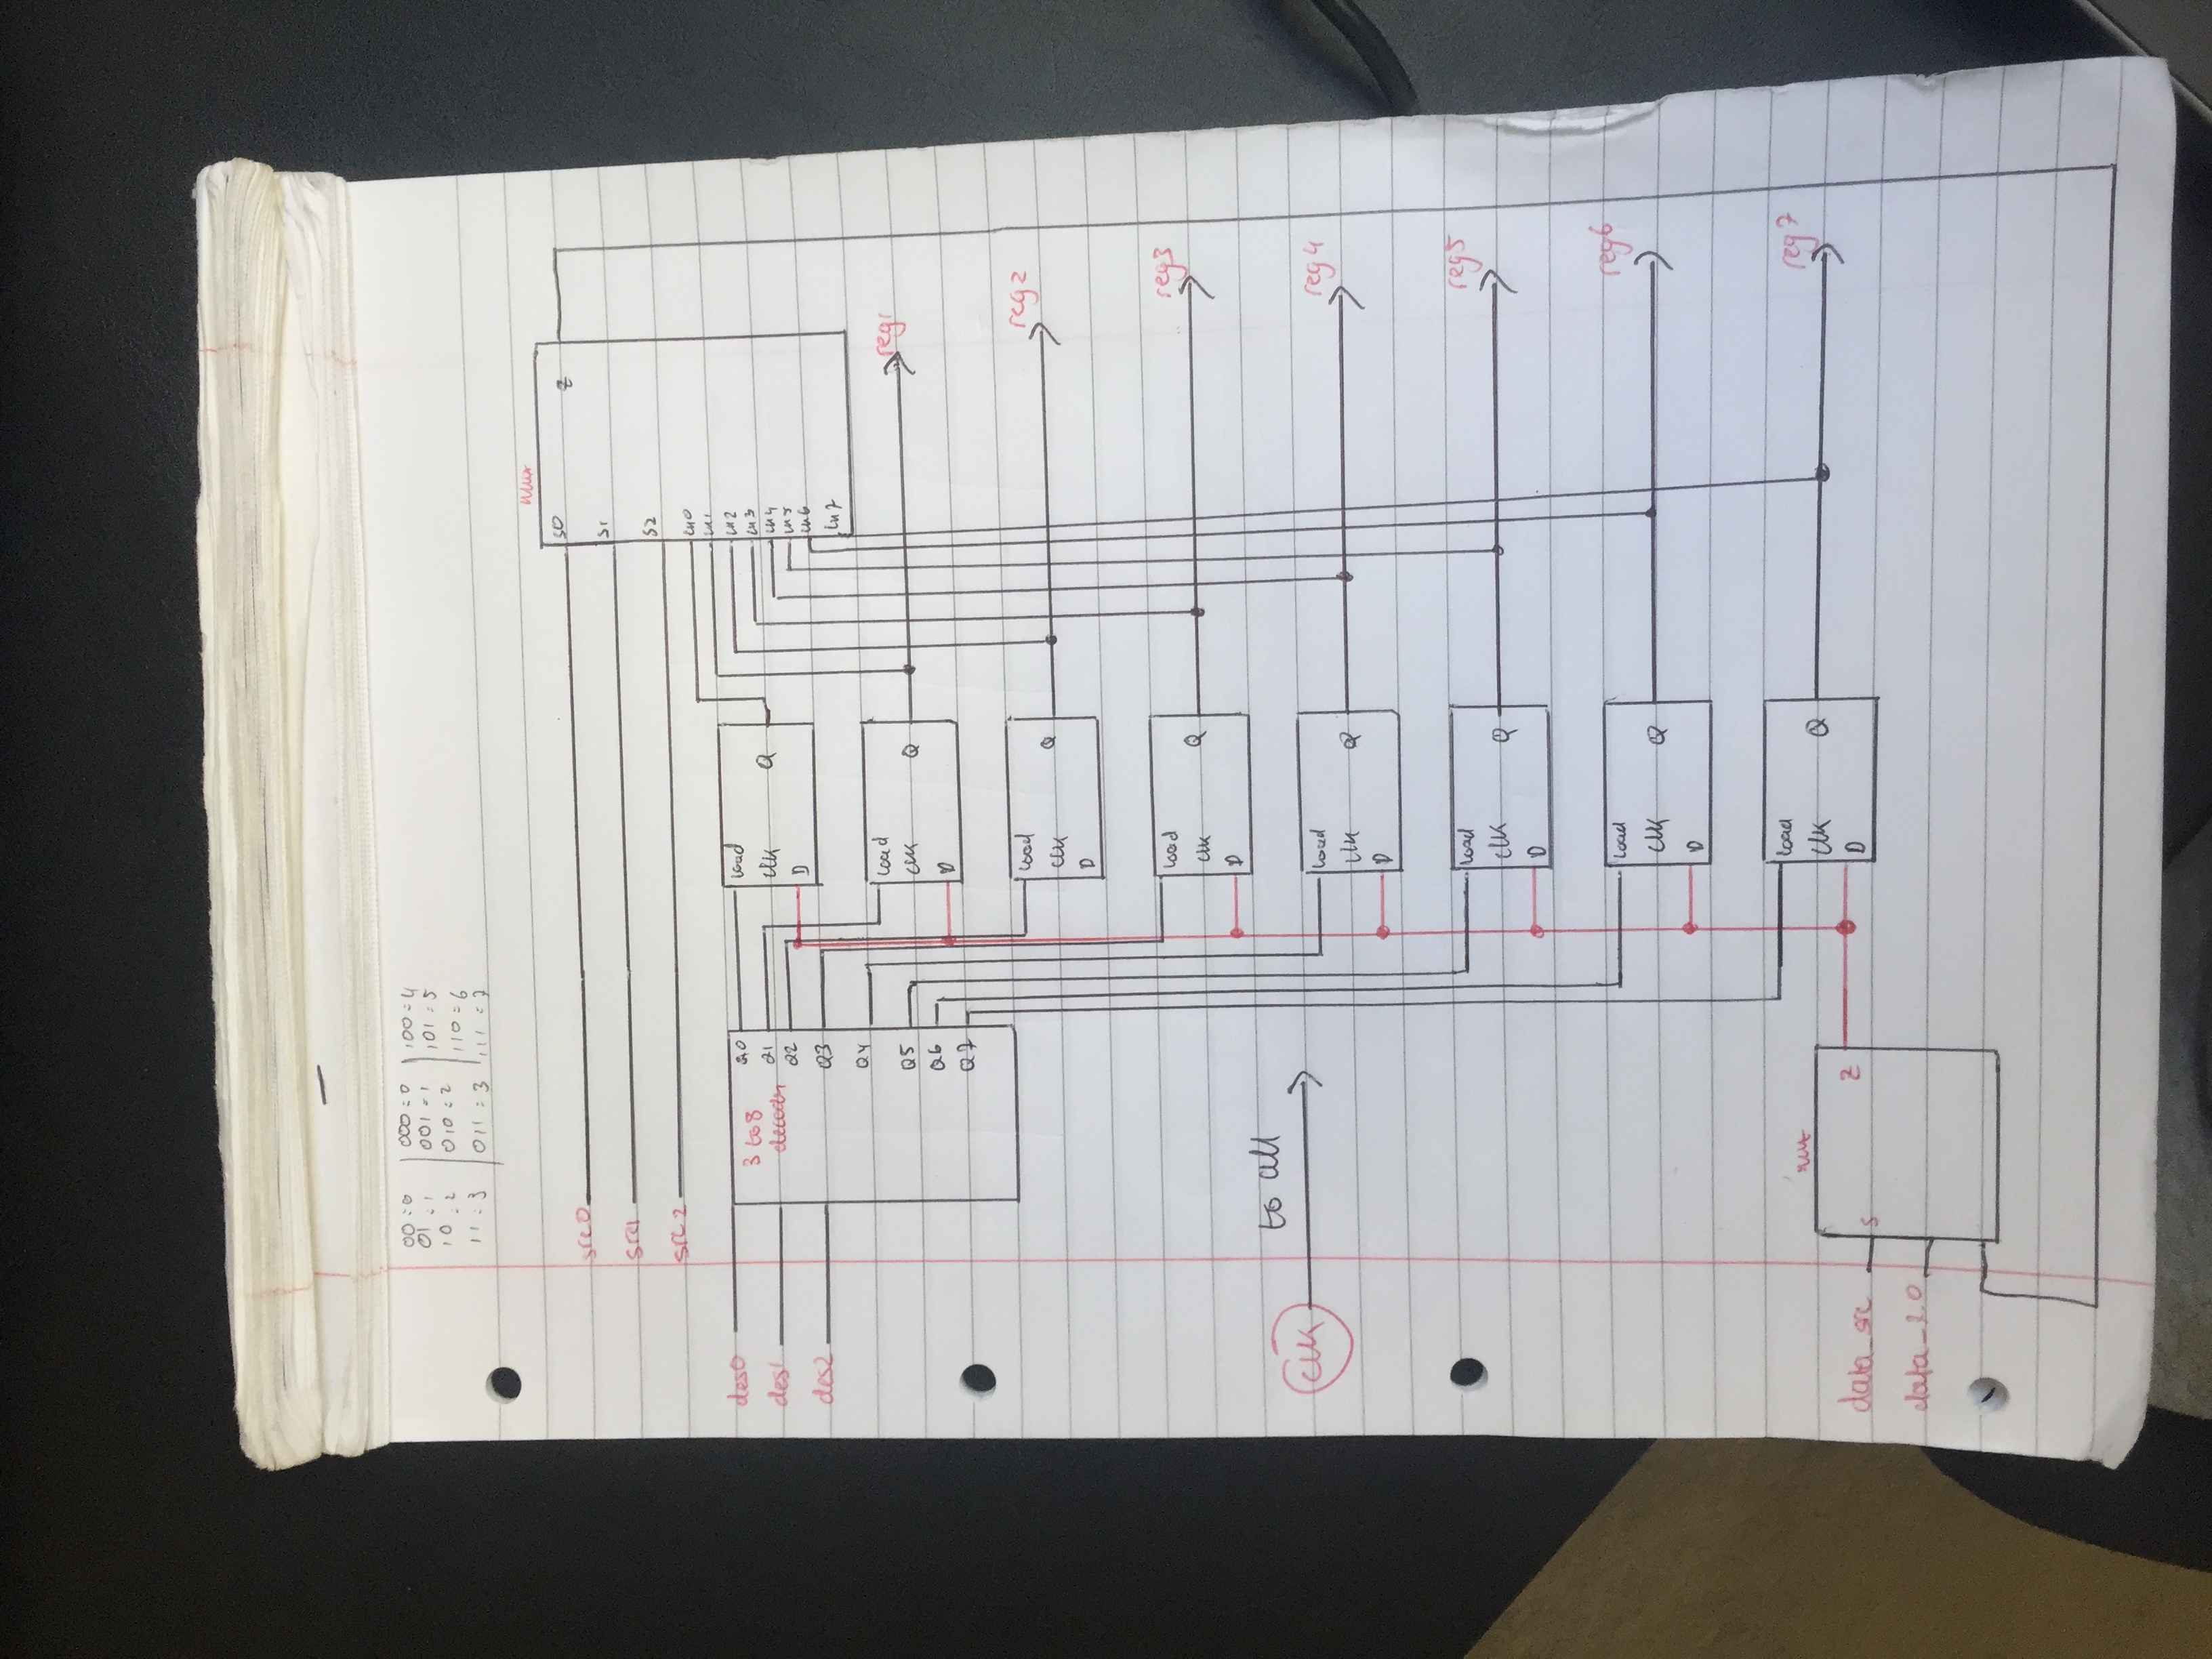 00 = 0 000 = 0 100 = 4
01 = 1 001 = 1 101 = 5
10 = 2 010 = 2 110 = 6
11 = 3 011 = 3 111 = 7
mux
src0
src1
src2
S0 Z
S1
S2
In0
In1
In2
In3
In4
In5
In6
In7
des0
des1
des2
3 to 8
decoder
Q1
Q2
Q3
Q4
Q5
Q6
Q7
Load
Clk Q
D
Load
Clk Q
D
reg1
Load
Clk Q
D
reg2
Load
Clk Q
D
reg3
Clk
to all
Load
Clk Q
D
reg4
Load
Clk Q
D
reg5
Load
Clk Q
D
reg6
Load
Clk Q
D
reg7
mux
data_src
S Z